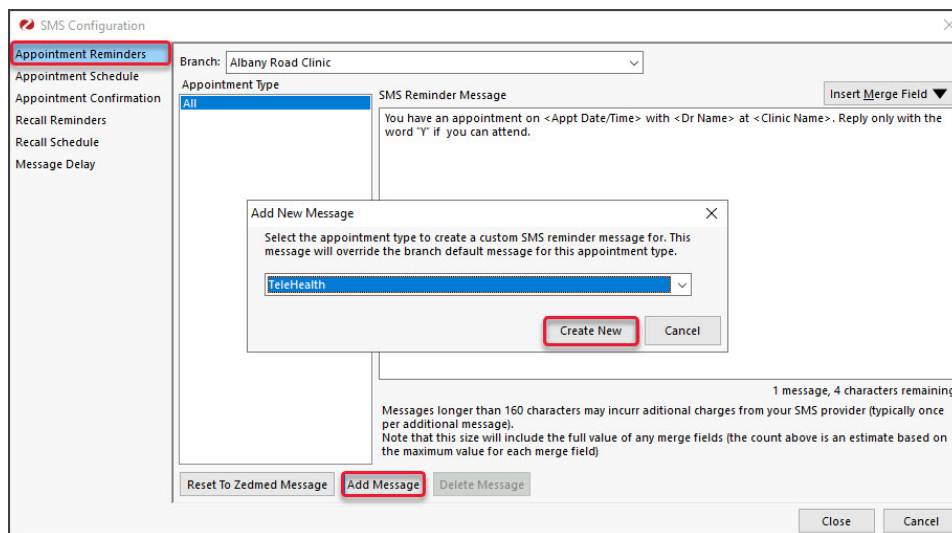 SMS Configuration
Appointment Reminders
Appointment Schedule
Appointment Confirmation
Recall Reminders
Recall Schedule
Message Delay
Branch: Albany Road Clinic
Appointment Type
All
SMS Reminder Message
Insert Merge Field
You have an appointment on <Appt Date/Time> with <Dr Name> at <Clinic Name>. Reply only with the
word "Y" if you can attend.
Add New Message
Select the appointment type to create a custom SMS reminder message for. This
message will override the branch default message for this appointment type.
TeleHealth
Create New
Cancel
1 message, 4 characters remaining
Messages longer than 160 characters may incurr aditional charges from your SMS provider (typically once
per additional message).
Note that this size will include the full value of any merge fields (the count above is an estimate based on
the maximum value for each merge field)
Reset To Zedmed Message
Add Message
Delete Message
Close
Cancel